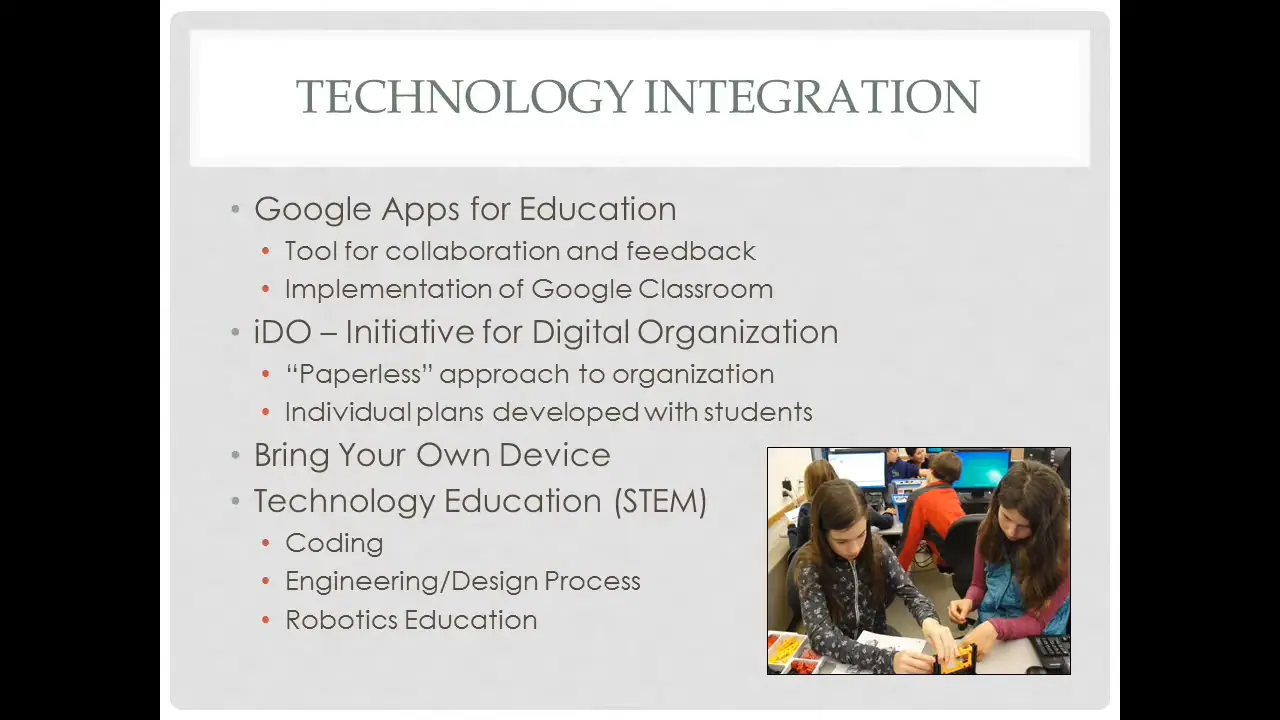 TECHNOLOGY INTEGRATION
• Google Apps for Education
• Tool for collaboration and feedback
• Implementation of Google Classroom
• iDO – Initiative for Digital Organization
• “Paperless” approach to organization
• Individual plans developed with students
• Bring Your Own Device
• Technology Education (STEM)
• Coding
• Engineering/Design Process
• Robotics Education